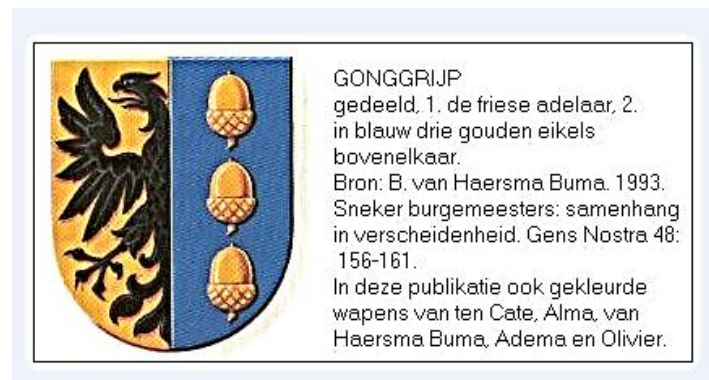 GONGGRIJP
gedeeld, 1. de friese adelaar, 2.
in blauw drie gouden eikels
bovenelkaar.
Bron: B. van Haersma Buma. 1993.
Sneker burgemeesters: samenhang
in verscheidenheid. Gens Nostra 48:
156-161.
In deze publikatie ook gekleurde
wapens van ten Cate, Alma, van
Haersma Buma, Adema en Olivier.